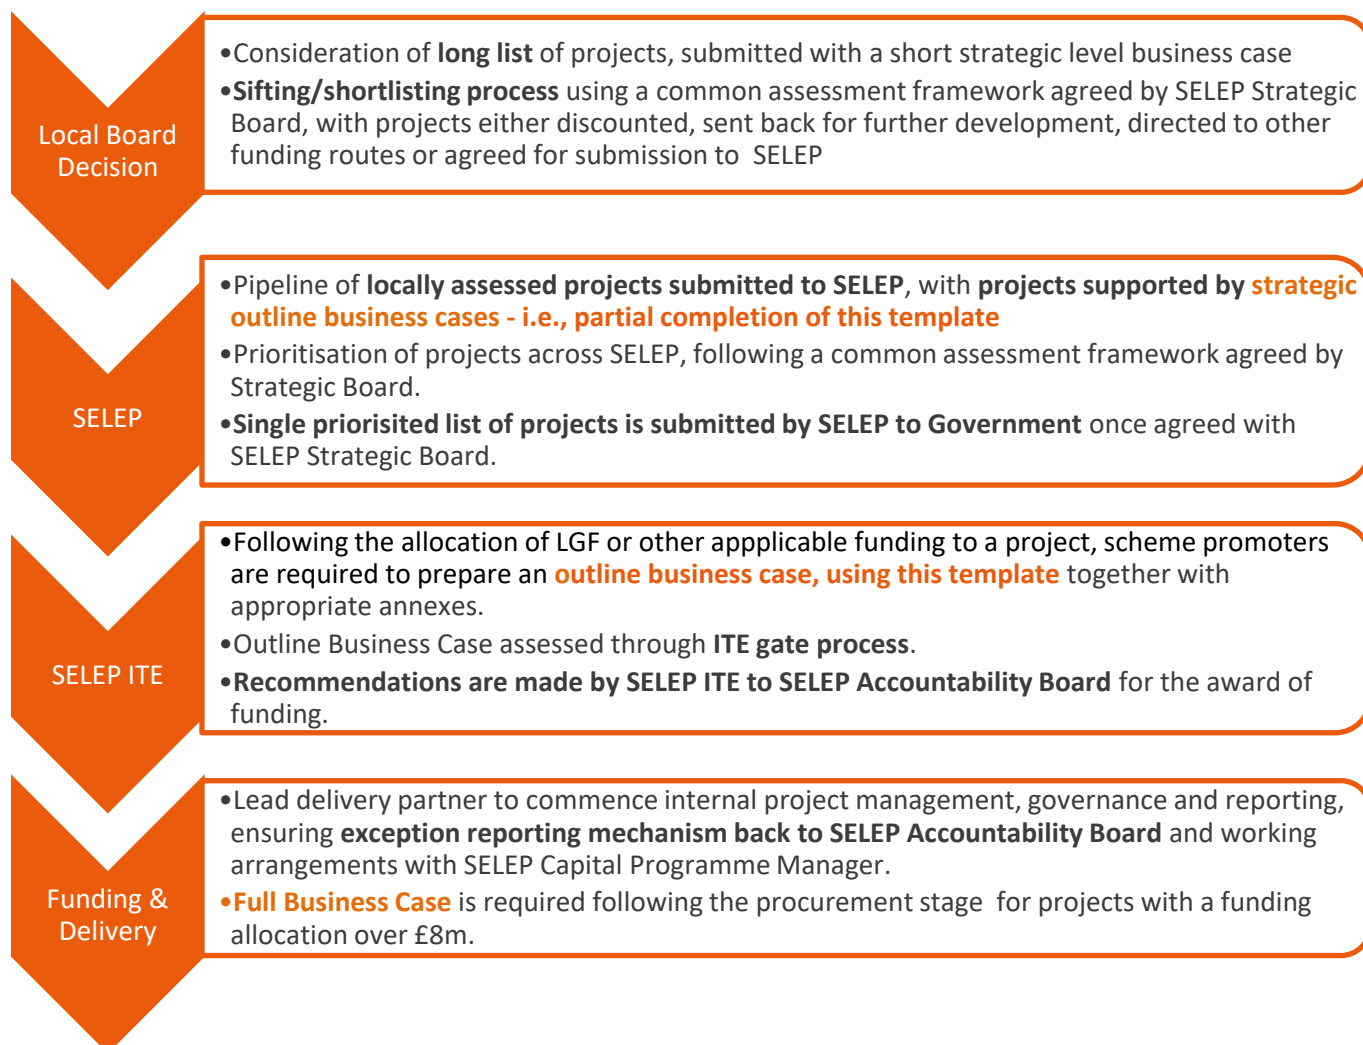 Local Board
Decision
•Consideration of long list of projects, submitted with a short strategic level business case
•Sifting/shortlisting process using a common assessment framework agreed by SELEP Strategic
Board, with projects either discounted, sent back for further development, directed to other
funding routes or agreed for submission to SELEP
SELEP
•Pipeline of locally assessed projects submitted to SELEP, with projects supported by strategic
outline business cases - i.e., partial completion of this template
•Prioritisation of projects across SELEP, following a common assessment framework agreed by
Strategic Board.
•Single priorisited list of projects is submitted by SELEP to Government once agreed with
SELEP Strategic Board.
SELEP ITE
•Following the allocation of LGF or other appplicable funding to a project, scheme promoters
are required to prepare an outline business case, using this template together with
appropriate annexes.
•Outline Business Case assessed through ITE gate process.
•Recommendations are made by SELEP ITE to SELEP Accountability Board for the award of
funding.
Funding &
Delivery
•Lead delivery partner to commence internal project management, governance and reporting,
ensuring exception reporting mechanism back to SELEP Accountability Board and working
arrangements with SELEP Capital Programme Manager.
•Full Business Case is required following the procurement stage for projects with a funding
allocation over £8m.